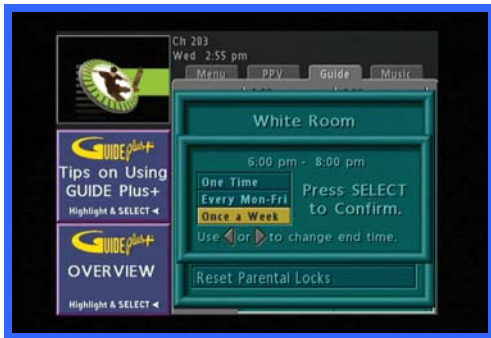 Ch 203
Wed 2:55 pm
Menu PPV Guide Music
White Room
6:00 pm - 8:00 pm
One Time
Every Mon-Fri
Once a Week
Press SELECT
to Confirm.
Use or to change end time.
Reset Parental Locks
GUIDE plus+
Tips on Using
GUIDE Plus+
Highlight & SELECT
GUIDE plus+
OVERVIEW
Highlight & SELECT